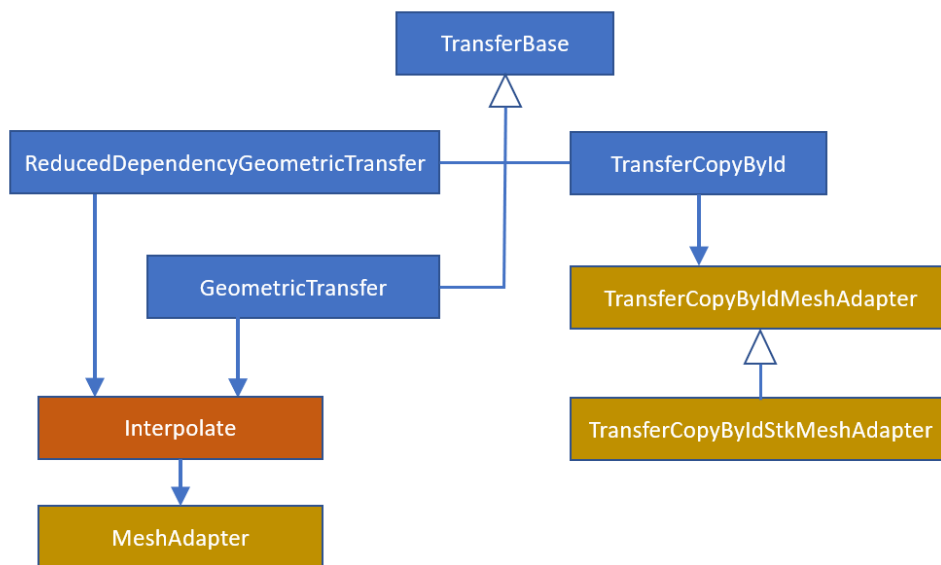 TransferBase
ReducedDependencyGeometricTransfer
TransferCopyById
GeometricTransfer
TransferCopyByIdMeshAdapter
Interpolate
TransferCopyByIdStkMeshAdapter
MeshAdapter